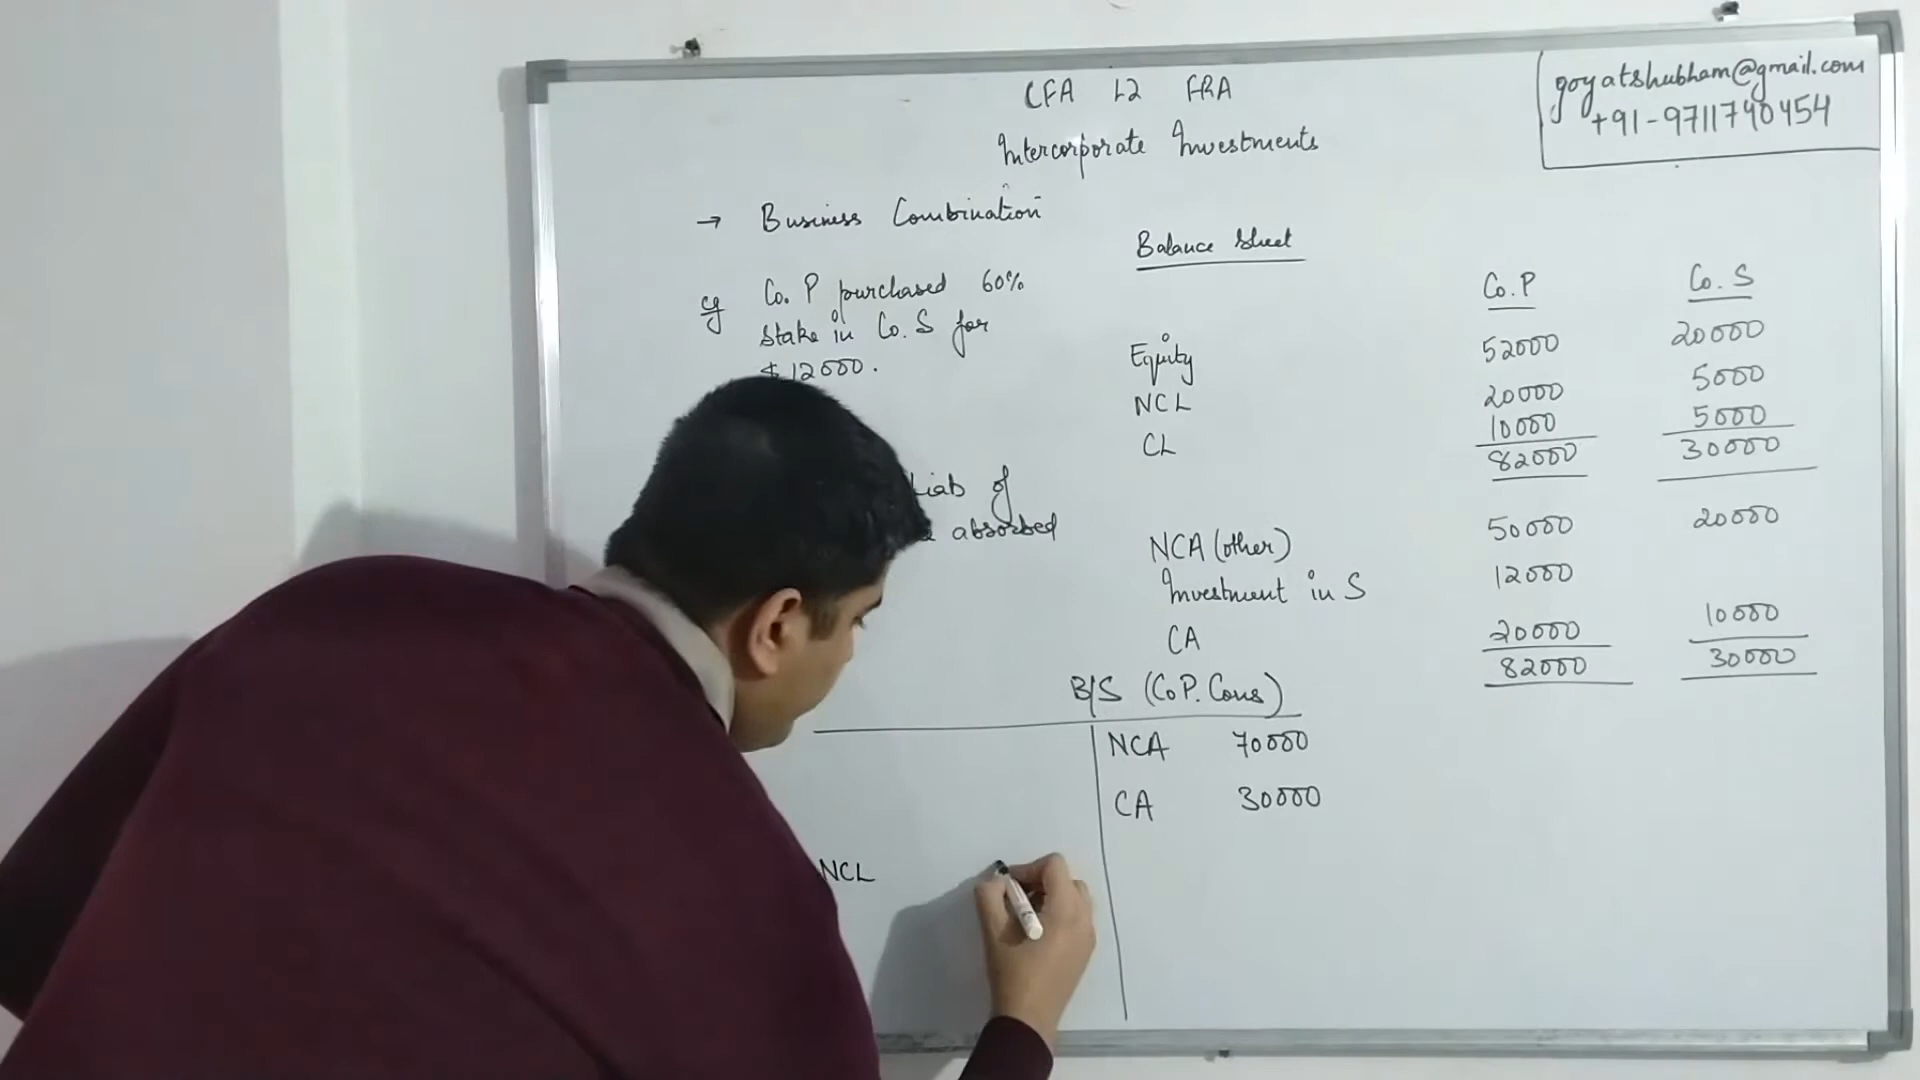 CFA L2 FRA
Intercorporate Investments
goyatshubham@gmail.com
+91-9711740454
→ Business Combination
eg Co. P purchased 60%
stake in Co. S for
$12000.
Liab of
absorbed
Balance Sheet
Co. P Co. S
Equity 52000 20000
NCL 20000 5000
CL 10000 5000
82000 30000
NCA (other) 50000 20000
Investment in S 12000
CA 20000 10000
82000 30000
B/S (Co P. Cons)
NCA 70000
CA 30000
NCL